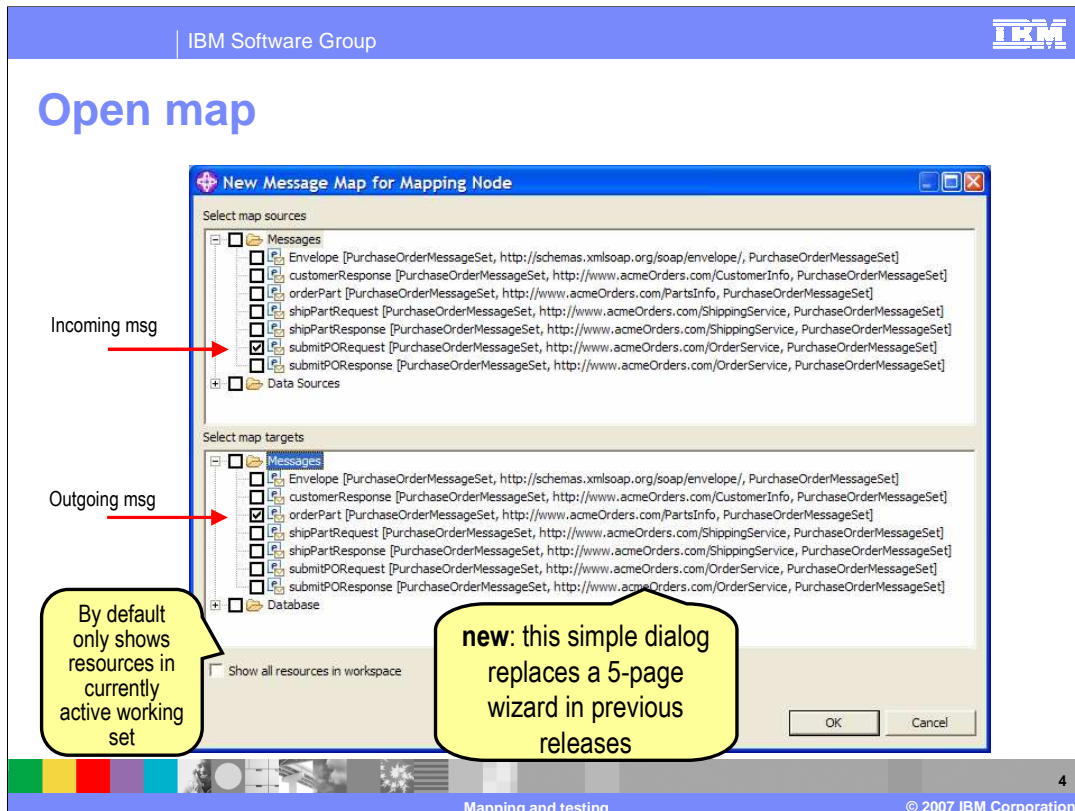 IBM Software Group
IBM
Open map
New Message Map for Mapping Node
Select map sources
Messages
Envelope [PurchaseOrderMessageSet, http://schemas.xmlsoap.org/soap/envelope/, PurchaseOrderMessageSet]
customerResponse [PurchaseOrderMessageSet, http://www.acmeOrders.com/CustomerInfo, PurchaseOrderMessageSet]
orderPart [PurchaseOrderMessageSet, http://www.acmeOrders.com/PartsInfo, PurchaseOrderMessageSet]
shipPartRequest [PurchaseOrderMessageSet, http://www.acmeOrders.com/ShippingService, PurchaseOrderMessageSet]
shipPartResponse [PurchaseOrderMessageSet, http://www.acmeOrders.com/ShippingService, PurchaseOrderMessageSet]
Incoming msg
submitPORequest [PurchaseOrderMessageSet, http://www.acmeOrders.com/OrderService, PurchaseOrderMessageSet]
submitPOResponse [PurchaseOrderMessageSet, http://www.acmeOrders.com/OrderService, PurchaseOrderMessageSet]
Data Sources
Select map targets
Messages
Envelope [PurchaseOrderMessageSet, http://schemas.xmlsoap.org/soap/envelope/, PurchaseOrderMessageSet]
customerResponse [PurchaseOrderMessageSet, http://www.acmeOrders.com/CustomerInfo, PurchaseOrderMessageSet]
Outgoing msg
orderPart [PurchaseOrderMessageSet, http://www.acmeOrders.com/PartsInfo, PurchaseOrderMessageSet]
shipPartRequest [PurchaseOrderMessageSet, http://www.acmeOrders.com/ShippingService, PurchaseOrderMessageSet]
shipPartResponse [PurchaseOrderMessageSet, http://www.acmeOrders.com/ShippingService, PurchaseOrderMessageSet]
submitPORequest [PurchaseOrderMessageSet, http://www.acmeOrders.com/OrderService, PurchaseOrderMessageSet]
submitPOResponse [PurchaseOrderMessageSet, http://www.acmeOrders.com/OrderService, PurchaseOrderMessageSet]
Database
By default
only shows
resources in
currently
active working
set
Show all resources in workspace
new: this simple dialog
replaces a 5-page
wizard in previous
releases
OK
Cancel
4
Mapping and testing
© 2007 IBM Corporation